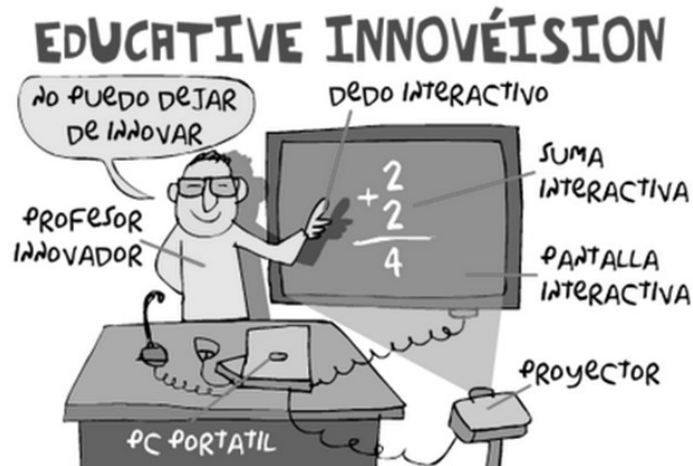 EDUCATIVE INNOVÉISION
NO PUEDO DEJAR
DE INNOVAR
DEDO INTERACTIVO
PROFESOR
INNOVADOR
2
+
2
4
SUMA
INTERACTIVA
PANTALLA
INTERACTIVA
PROYECTOR
PC PORTATIL